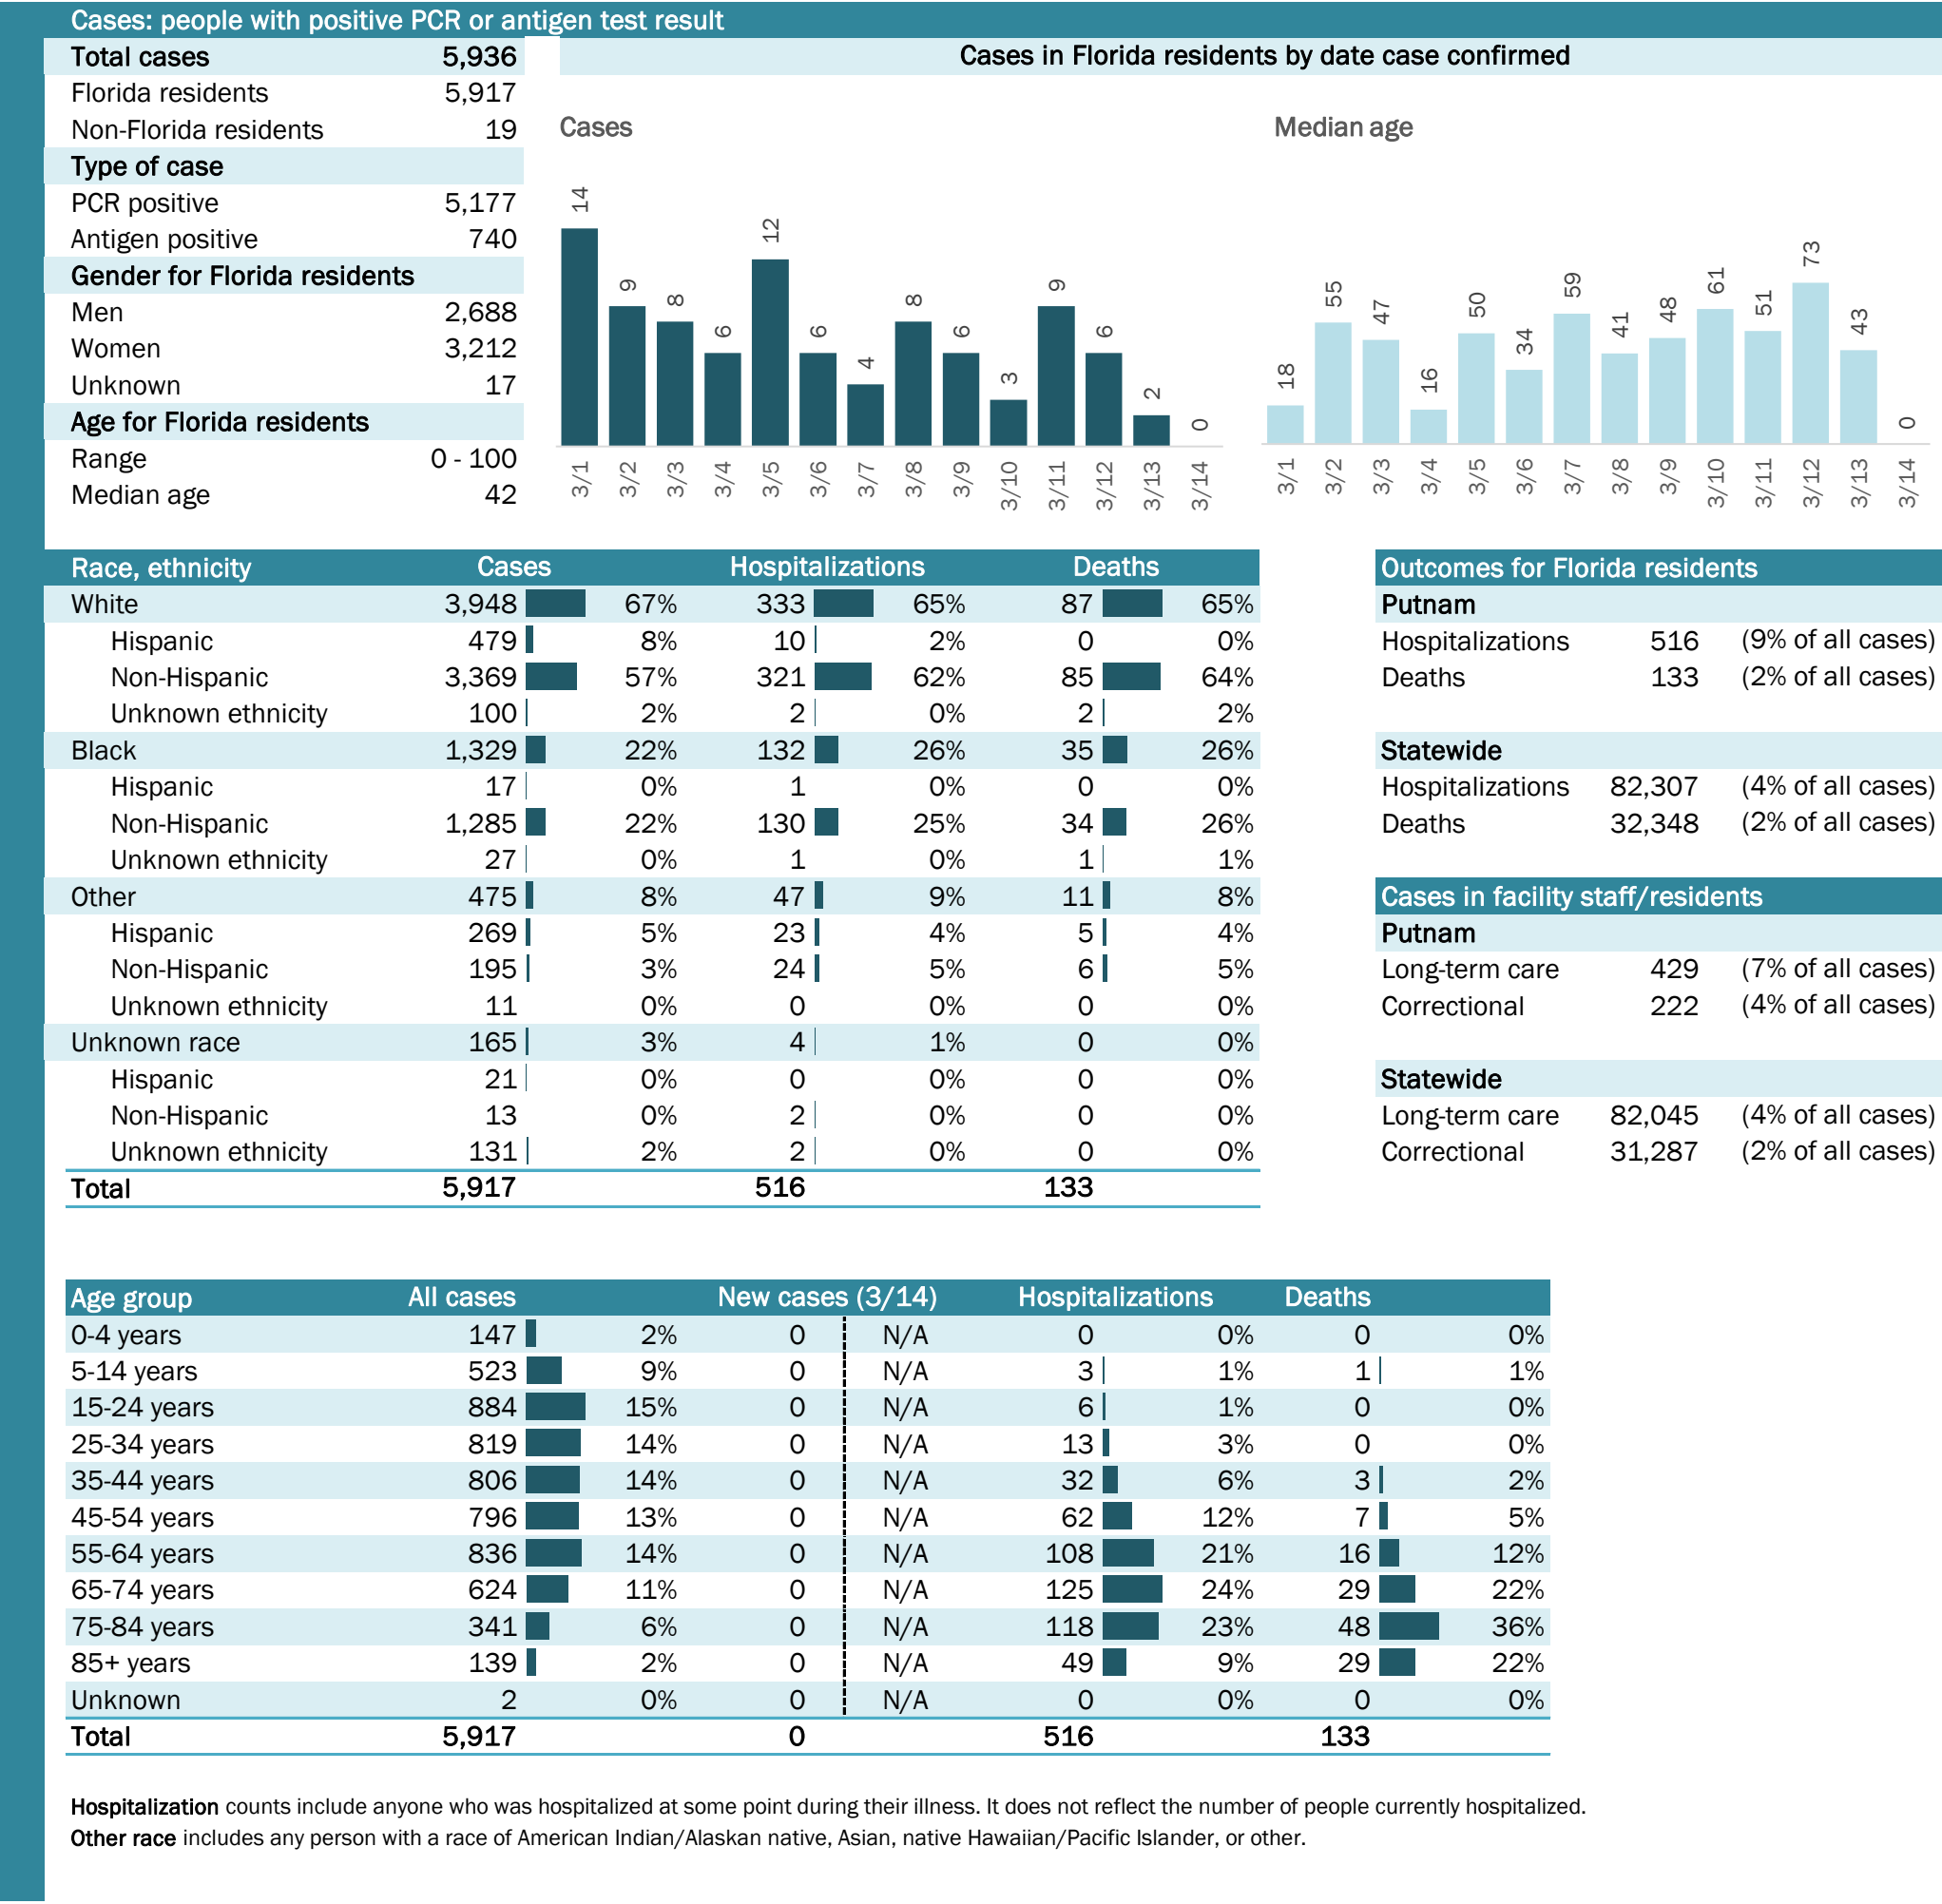 Cases: people with positive PCR or antigen test result
Total cases 5,936
Florida residents 5,917
Non-Florida residents 19
Type of case
PCR positive 5,177
Antigen positive 740
Gender for Florida residents
Men 2,688
Women 3,212
Unknown 17
Age for Florida residents
Range 0 - 100
Median age 42
Cases in Florida residents by date case confirmed
Cases
14 9 8 6 12 6 4 8 6 3 9 6 2 0
3/1 3/2 3/3 3/4 3/5 3/6 3/7 3/8 3/9 3/10 3/11 3/12 3/13 3/14
Median age
18 55 47 16 50 34 59 41 48 61 51 73 43 0
3/1 3/2 3/3 3/4 3/5 3/6 3/7 3/8 3/9 3/10 3/11 3/12 3/13 3/14
Race, ethnicity Cases Hospitalizations Deaths
White 3,948 67% 333 65% 87 65%
Hispanic 479 8% 10 2% 0 0%
Non-Hispanic 3,369 57% 321 62% 85 64%
Unknown ethnicity 100 2% 2 0% 2 2%
Black 1,329 22% 132 26% 35 26%
Hispanic 17 0% 1 0% 0 0%
Non-Hispanic 1,285 22% 130 25% 34 26%
Unknown ethnicity 27 0% 1 0% 1 1%
Other 475 8% 47 9% 11 8%
Hispanic 269 5% 23 4% 5 4%
Non-Hispanic 195 3% 24 5% 6 5%
Unknown ethnicity 11 0% 0 0% 0 0%
Unknown race 165 3% 4 1% 0 0%
Hispanic 21 0% 0 0% 0 0%
Non-Hispanic 13 0% 2 0% 0 0%
Unknown ethnicity 131 2% 2 0% 0 0%
Total 5,917 516 133
Outcomes for Florida residents
Putnam
Hospitalizations 516 (9% of all cases)
Deaths 133 (2% of all cases)
Statewide
Hospitalizations 82,307 (4% of all cases)
Deaths 32,348 (2% of all cases)
Cases in facility staff/residents
Putnam
Long-term care 429 (7% of all cases)
Correctional 222 (4% of all cases)
Statewide
Long-term care 82,045 (4% of all cases)
Correctional 31,287 (2% of all cases)
Age group All cases New cases (3/14) Hospitalizations Deaths
0-4 years 147 2% 0 N/A 0 0% 0 0%
5-14 years 523 9% 0 N/A 3 1% 1 1%
15-24 years 884 15% 0 N/A 6 1% 0 0%
25-34 years 819 14% 0 N/A 13 3% 0 0%
35-44 years 806 14% 0 N/A 32 6% 3 2%
45-54 years 796 13% 0 N/A 62 12% 7 5%
55-64 years 836 14% 0 N/A 108 21% 16 12%
65-74 years 624 11% 0 N/A 125 24% 29 22%
75-84 years 341 6% 0 N/A 118 23% 48 36%
85+ years 139 2% 0 N/A 49 9% 29 22%
Unknown 2 0% 0 N/A 0 0% 0 0%
Total 5,917 0 516 133
Hospitalization counts include anyone who was hospitalized at some point during their illness. It does not reflect the number of people currently hospitalized.
Other race includes any person with a race of American Indian/Alaskan native, Asian, native Hawaiian/Pacific Islander, or other.